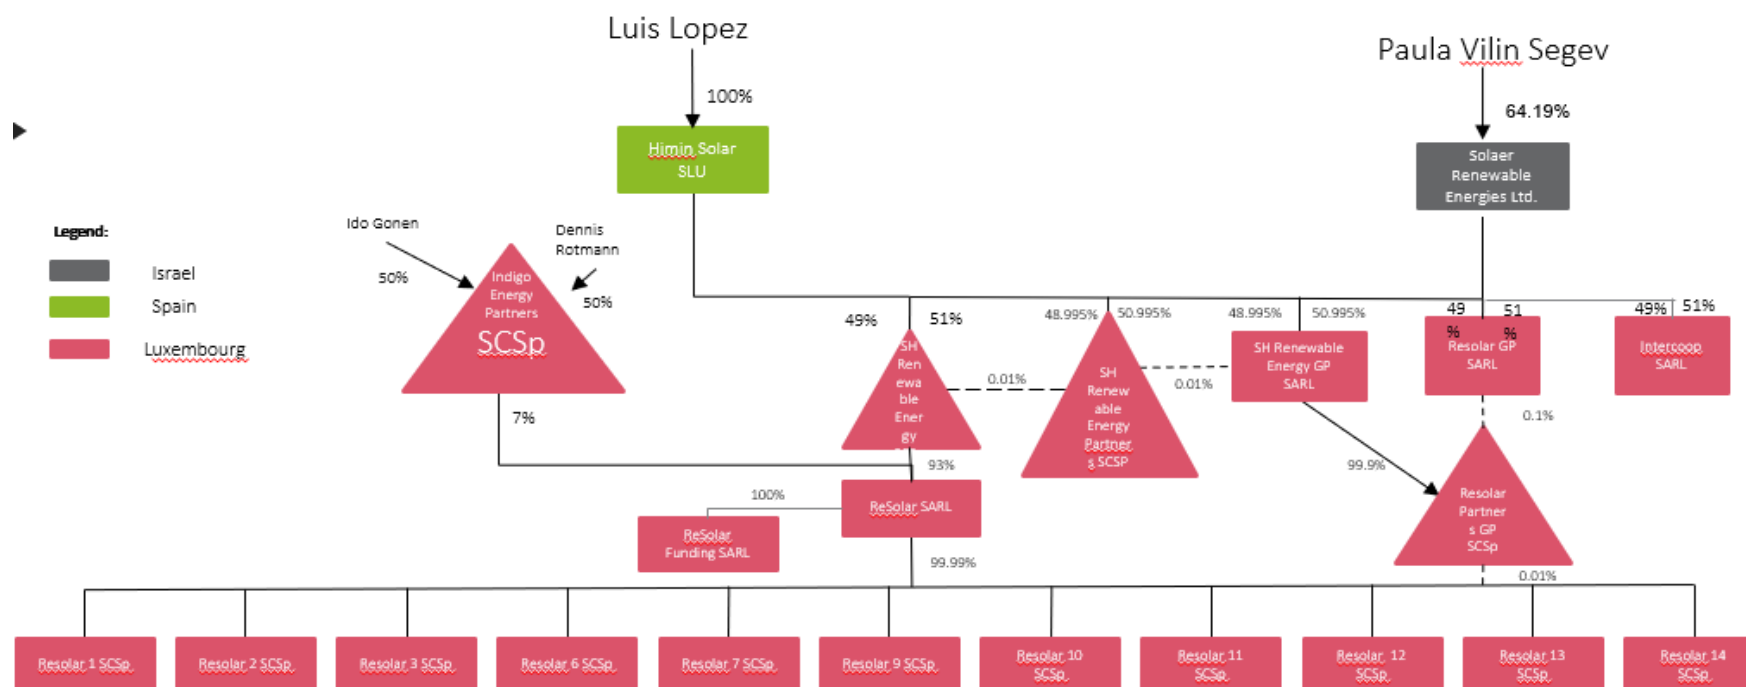 Luis Lopez
Paula Vilin Segev
100%
64.19%
Himin Solar
SLU
Solaer
Renewable
Energies Ltd.
Legend:
Israel
Spain
Luxembourg
Ido Gonen
50%
Dennis
Rotmann
50%
Indigo
Energy
Partners
SCSp
49%
51%
48.995%
50.995%
48.995%
50.995%
49
%
51
%
49%
51%
SH
Ren
ewa
ble
Ener
gy
0.01%
SH
Renew
able
Energy
Partner
s SCSP
0.01%
SH Renewable
Energy GP
SARL
Resolar GP
SARL
Intercoop
SARL
7%
93%
99.9%
0.1%
100%
ReSolar SARL
ReSolar
Funding SARL
Resolar
Partner
s GP
SCSp
99.99%
0.01%
Resolar 1 SCSp
Resolar 2 SCSp
Resolar 3 SCSp
Resolar 6 SCSp
Resolar 7 SCSp
Resolar 9 SCSp
Resolar 10
SCSp
Resolar 11
SCSp
Resolar 12
SCSp
Resolar 13
SCSp
Resolar 14
SCSp